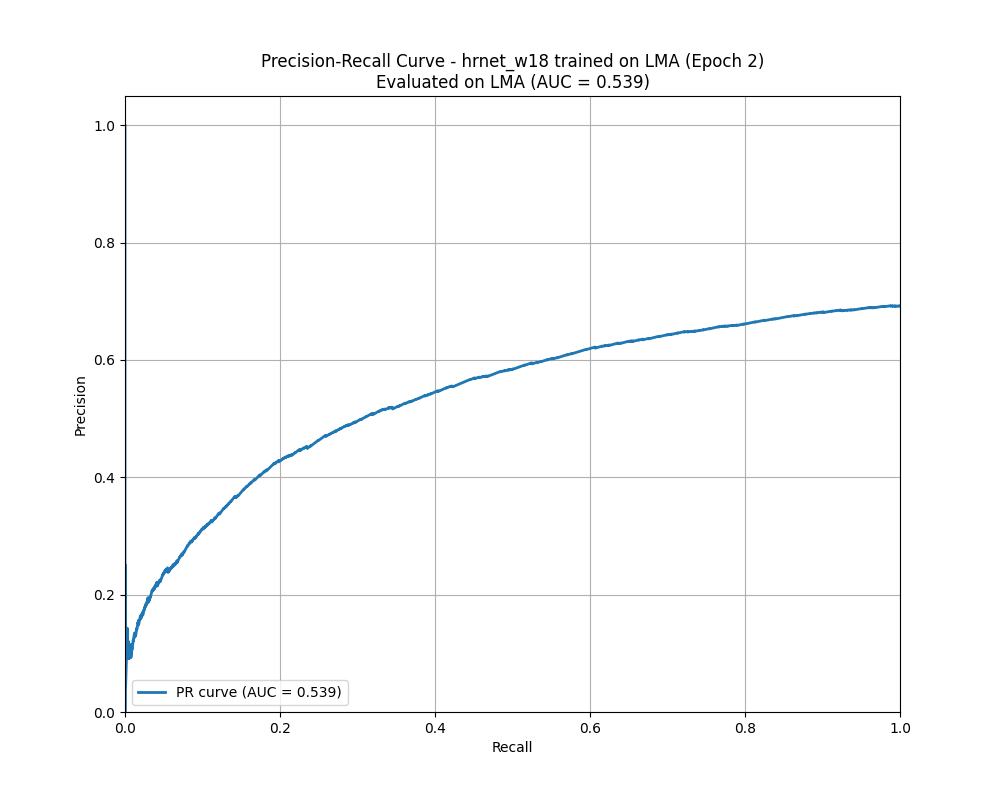 Precision-Recall Curve - hrnet_w18 trained on LMA (Epoch 2)
Evaluated on LMA (AUC = 0.539)
Precision
1.0
0.8
0.6
0.4
0.2
0.0
PR curve (AUC = 0.539)
0.0 0.2 0.4 0.6 0.8 1.0
Recall